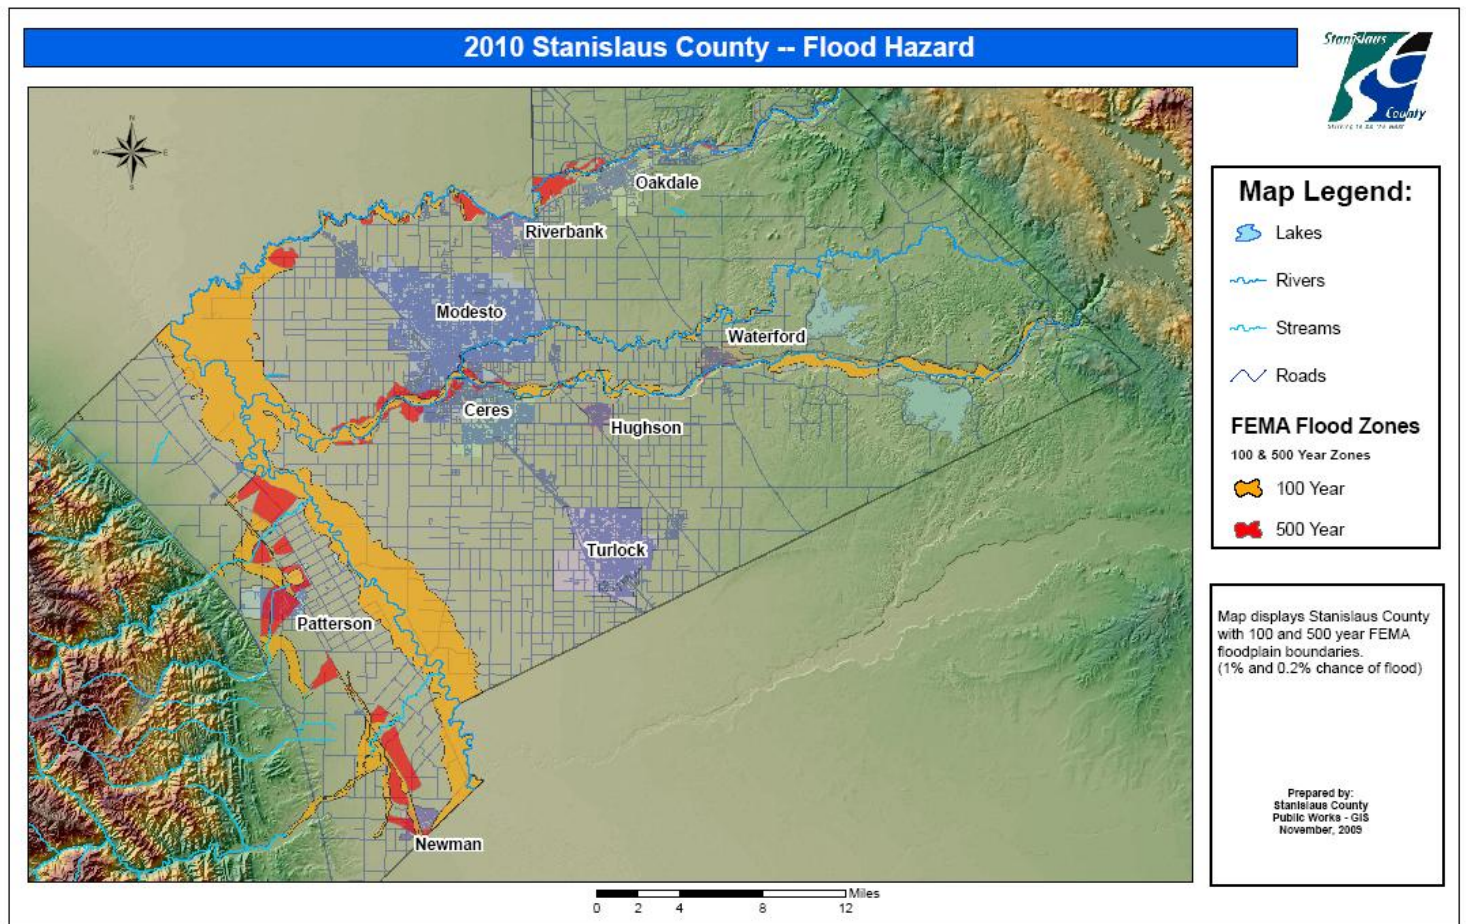 2010 Stanislaus County -- Flood Hazard
Stanislaus
County
N
W
E
S
Oakdale
Riverbank
Modesto
Waterford
Ceres
Hughson
Turlock
Patterson
Newman
Map Legend:
Lakes
Rivers
Streams
Roads
FEMA Flood Zones
100 & 500 Year Zones
100 Year
500 Year
Map displays Stanislaus County
with 100 and 500 year FEMA
floodplain boundaries.
(1% and 0.2% chance of flood)
Prepared by:
Stanislaus County
Public Works - GIS
November, 2009
Miles
0 2 4 8 12